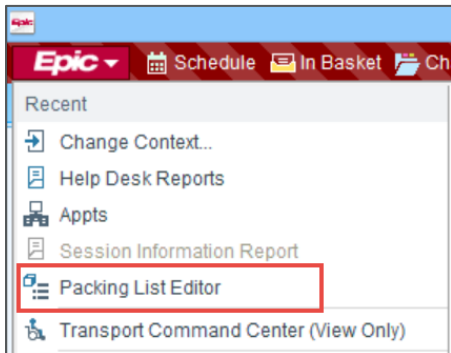 Epic
Epic Schedule In Basket Ch
Recent
Change Context...
Help Desk Reports
Appts
Session Information Report
Packing List Editor
Transport Command Center (View Only)